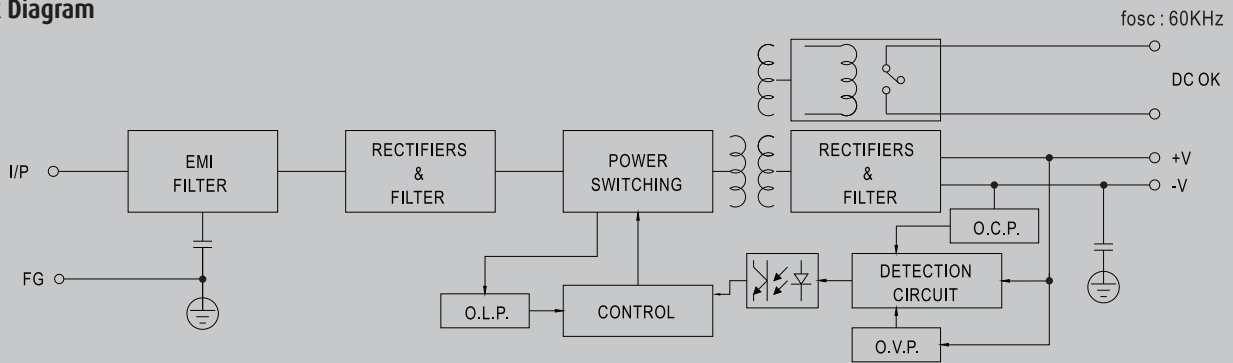 Diagram
fosc : 60KHz
DC OK
I/P
EMI
FILTER
RECTIFIERS
&
FILTER
POWER
SWITCHING
RECTIFIERS
&
FILTER
+V
-V
O.C.P.
FG
O.L.P.
CONTROL
DETECTION
CIRCUIT
O.V.P.